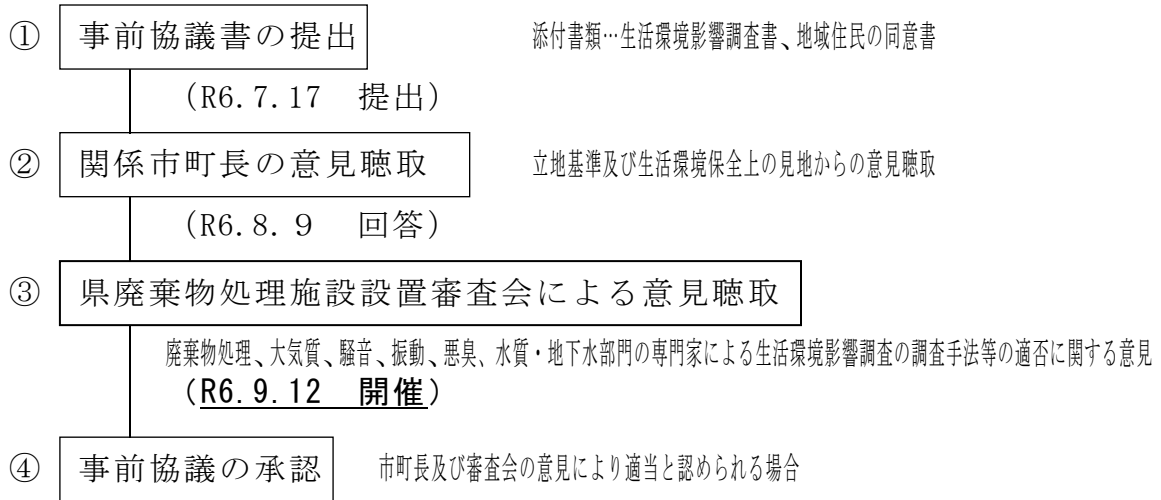 ① 事前協議書の提出 添付書類…生活環境影響調査書、地域住民の同意書
（R6.7.17 提出）
② 関係市町長の意見聴取 立地基準及び生活環境保全上の見地からの意見聴取
（R6.8.９ 回答）
③ 県廃棄物処理施設設置審査会による意見聴取
廃棄物処理、大気質、騒音、振動、悪臭、水質・地下水部門の専門家による生活環境影響調査の調査手法等の適否に関する意見
（R6.9.12 開催）
④ 事前協議の承認 市町長及び審査会の意見により適当と認められる場合